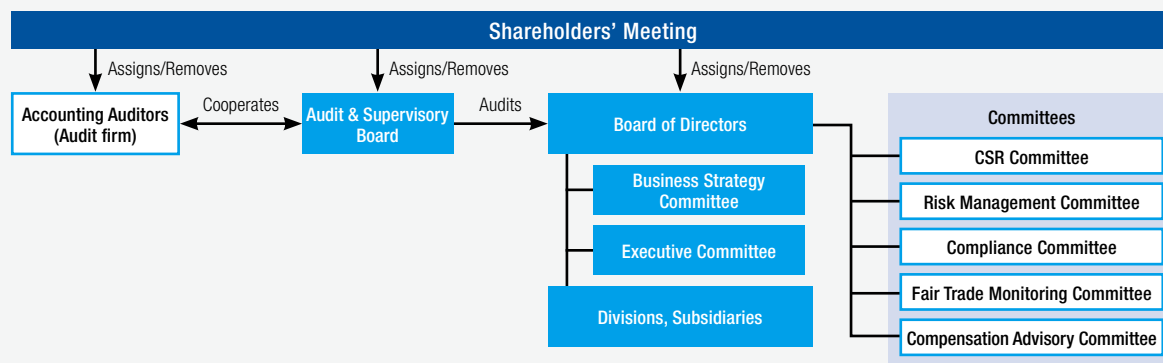 Shareholders’ Meeting
Assigns/Removes
Assigns/Removes
Assigns/Removes
Accounting Auditors
(Audit firm)
Cooperates
Audit & Supervisory
Board
Audits
Board of Directors
Business Strategy
Committee
Executive Committee
Divisions, Subsidiaries
Committees
CSR Committee
Risk Management Committee
Compliance Committee
Fair Trade Monitoring Committee
Compensation Advisory Committee